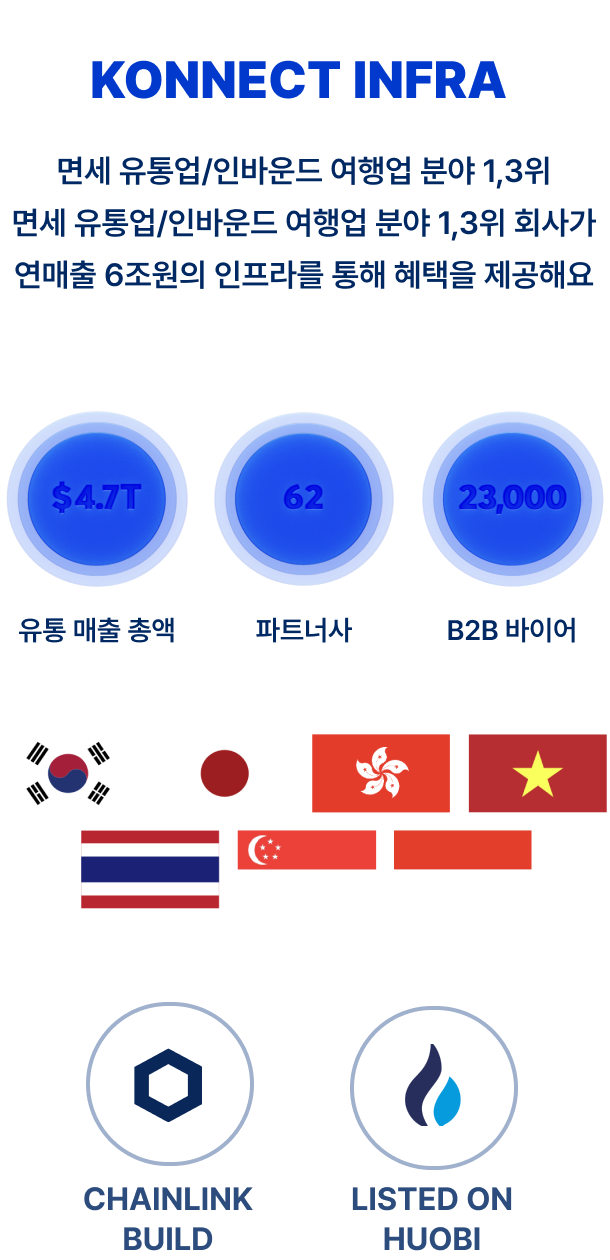 KONNECT INFRA
면세 유통업/인바운드 여행업 분야 1,3위
면세 유통업/인바운드 여행업 분야 1,3위 회사가
연매출 6조원의 인프라를 통해 혜택을 제공해요
$4.7T
62
23,000
유통 매출 총액
파트너사
B2B 바이어
CHAINLINK
BUILD
LISTED ON
HUOBI